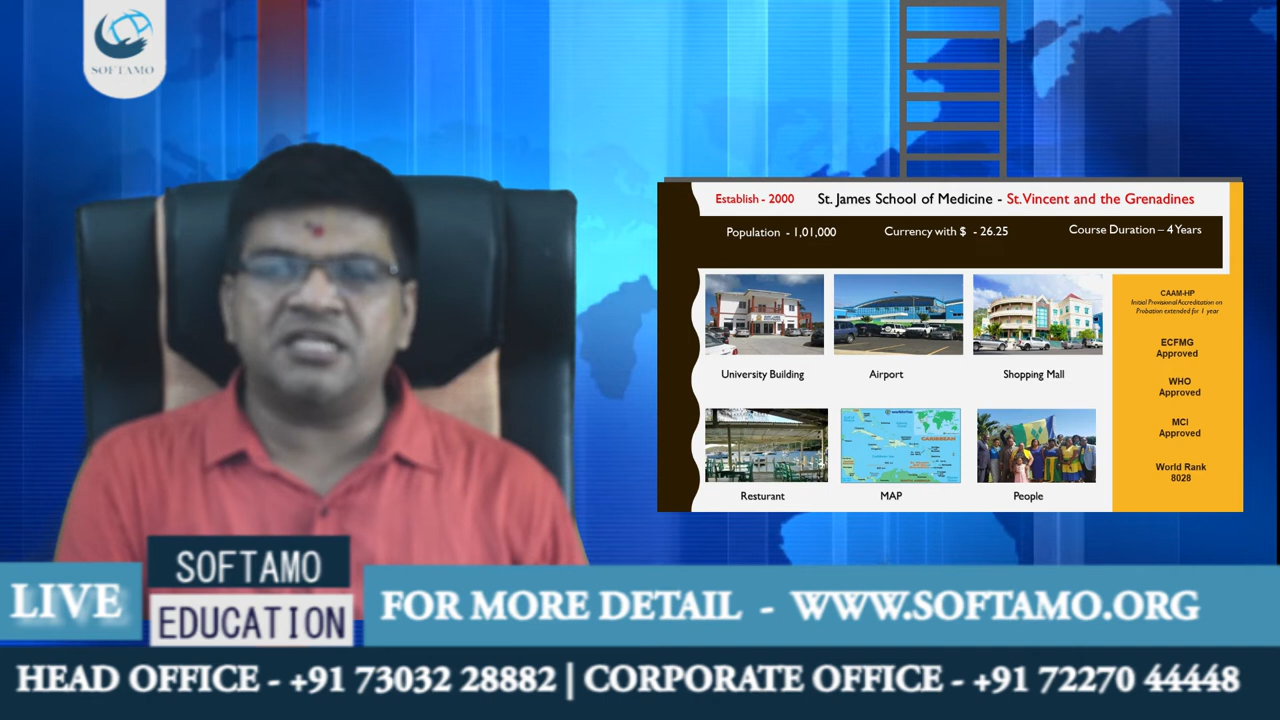 SOFTAMO
Establish - 2000
St. James School of Medicine - St. Vincent and the Grenadines
Population - 1,01,000
Currency with $ - 26.25
Course Duration – 4 Years
CAAM-HP
Initial Provisional Accreditation on
Probation extended for 1 year
ECFMG
Approved
WHO
Approved
MCI
Approved
World Rank
8028
University Building
Airport
Shopping Mall
CARIBBEAN
Resturant
MAP
People
LIVE
SOFTAMO
EDUCATION
FOR MORE DETAIL - WWW.SOFTAMO.ORG
HEAD OFFICE - +91 73032 28882 | CORPORATE OFFICE - +91 72270 44448